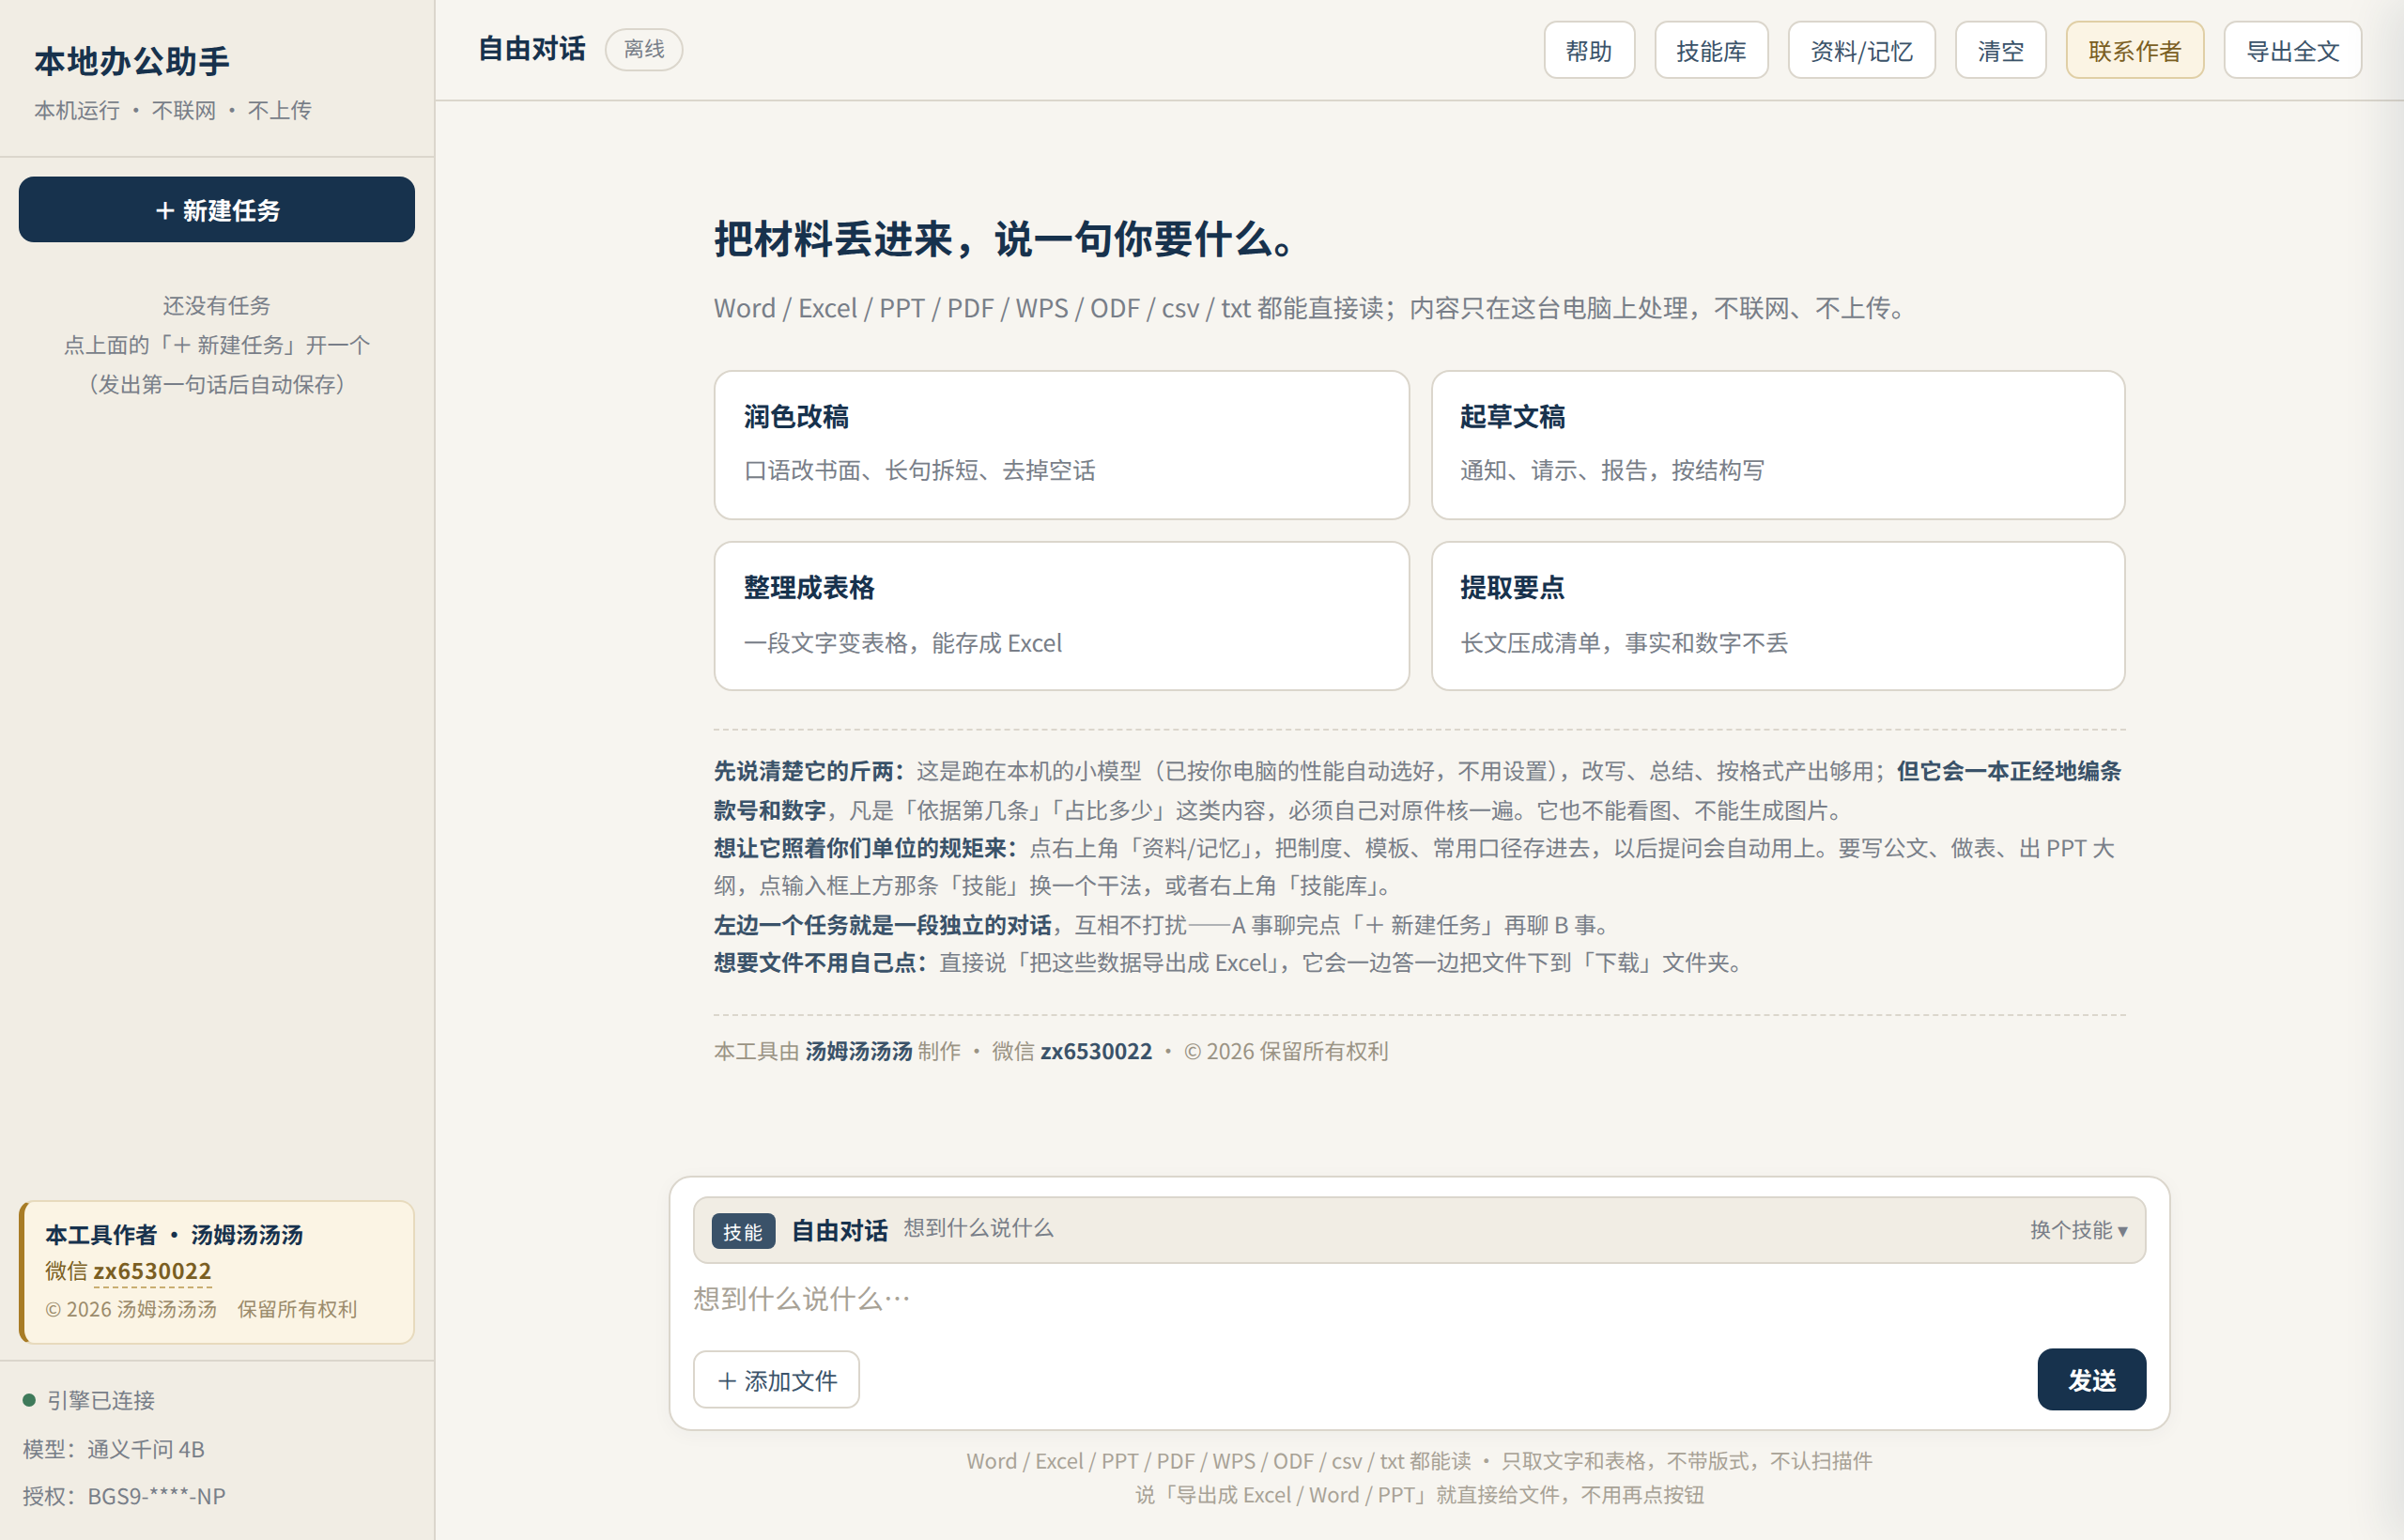 本地办公助手
本机运行 · 不联网 · 不上传
＋ 新建任务
还没有任务
点上面的「＋ 新建任务」开一个
（发出第一句话后自动保存）
本工具作者 · 汤姆汤汤汤
微信 zx6530022
© 2026 汤姆汤汤汤　保留所有权利
引擎已连接
模型：通义千问 4B
授权：BGS9-****-NP
自由对话 离线
帮助 技能库 资料/记忆 清空 联系作者 导出全文
把材料丢进来，说一句你要什么。
Word / Excel / PPT / PDF / WPS / ODF / csv / txt 都能直接读；内容只在这台电脑上处理，不联网、不上传。
润色改稿
口语改书面、长句拆短、去掉空话
起草文稿
通知、请示、报告，按结构写
整理成表格
一段文字变表格，能存成 Excel
提取要点
长文压成清单，事实和数字不丢
先说清楚它的斤两：这是跑在本机的小模型（已按你电脑的性能自动选好，不用设置），改写、总结、按格式产出够用；但它会一本正经地编条
款号和数字，凡是「依据第几条」「占比多少」这类内容，必须自己对原件核一遍。它也不能看图、不能生成图片。
想让它照着你们单位的规矩来：点右上角「资料/记忆」，把制度、模板、常用口径存进去，以后提问会自动用上。要写公文、做表、出 PPT 大
纲，点输入框上方那条「技能」换一个干法，或者右上角「技能库」。
左边一个任务就是一段独立的对话，互相不打扰——A 事聊完点「＋ 新建任务」再聊 B 事。
想要文件不用自己点：直接说「把这些数据导出成 Excel」，它会一边答一边把文件下到「下载」文件夹。
本工具由 汤姆汤汤汤 制作 · 微信 zx6530022 · © 2026 保留所有权利
技能 自由对话 想到什么说什么 换个技能 ▾
想到什么说什么…
＋ 添加文件
发送
Word / Excel / PPT / PDF / WPS / ODF / csv / txt 都能读 · 只取文字和表格，不带版式，不认扫描件
说「导出成 Excel / Word / PPT」就直接给文件，不用再点按钮